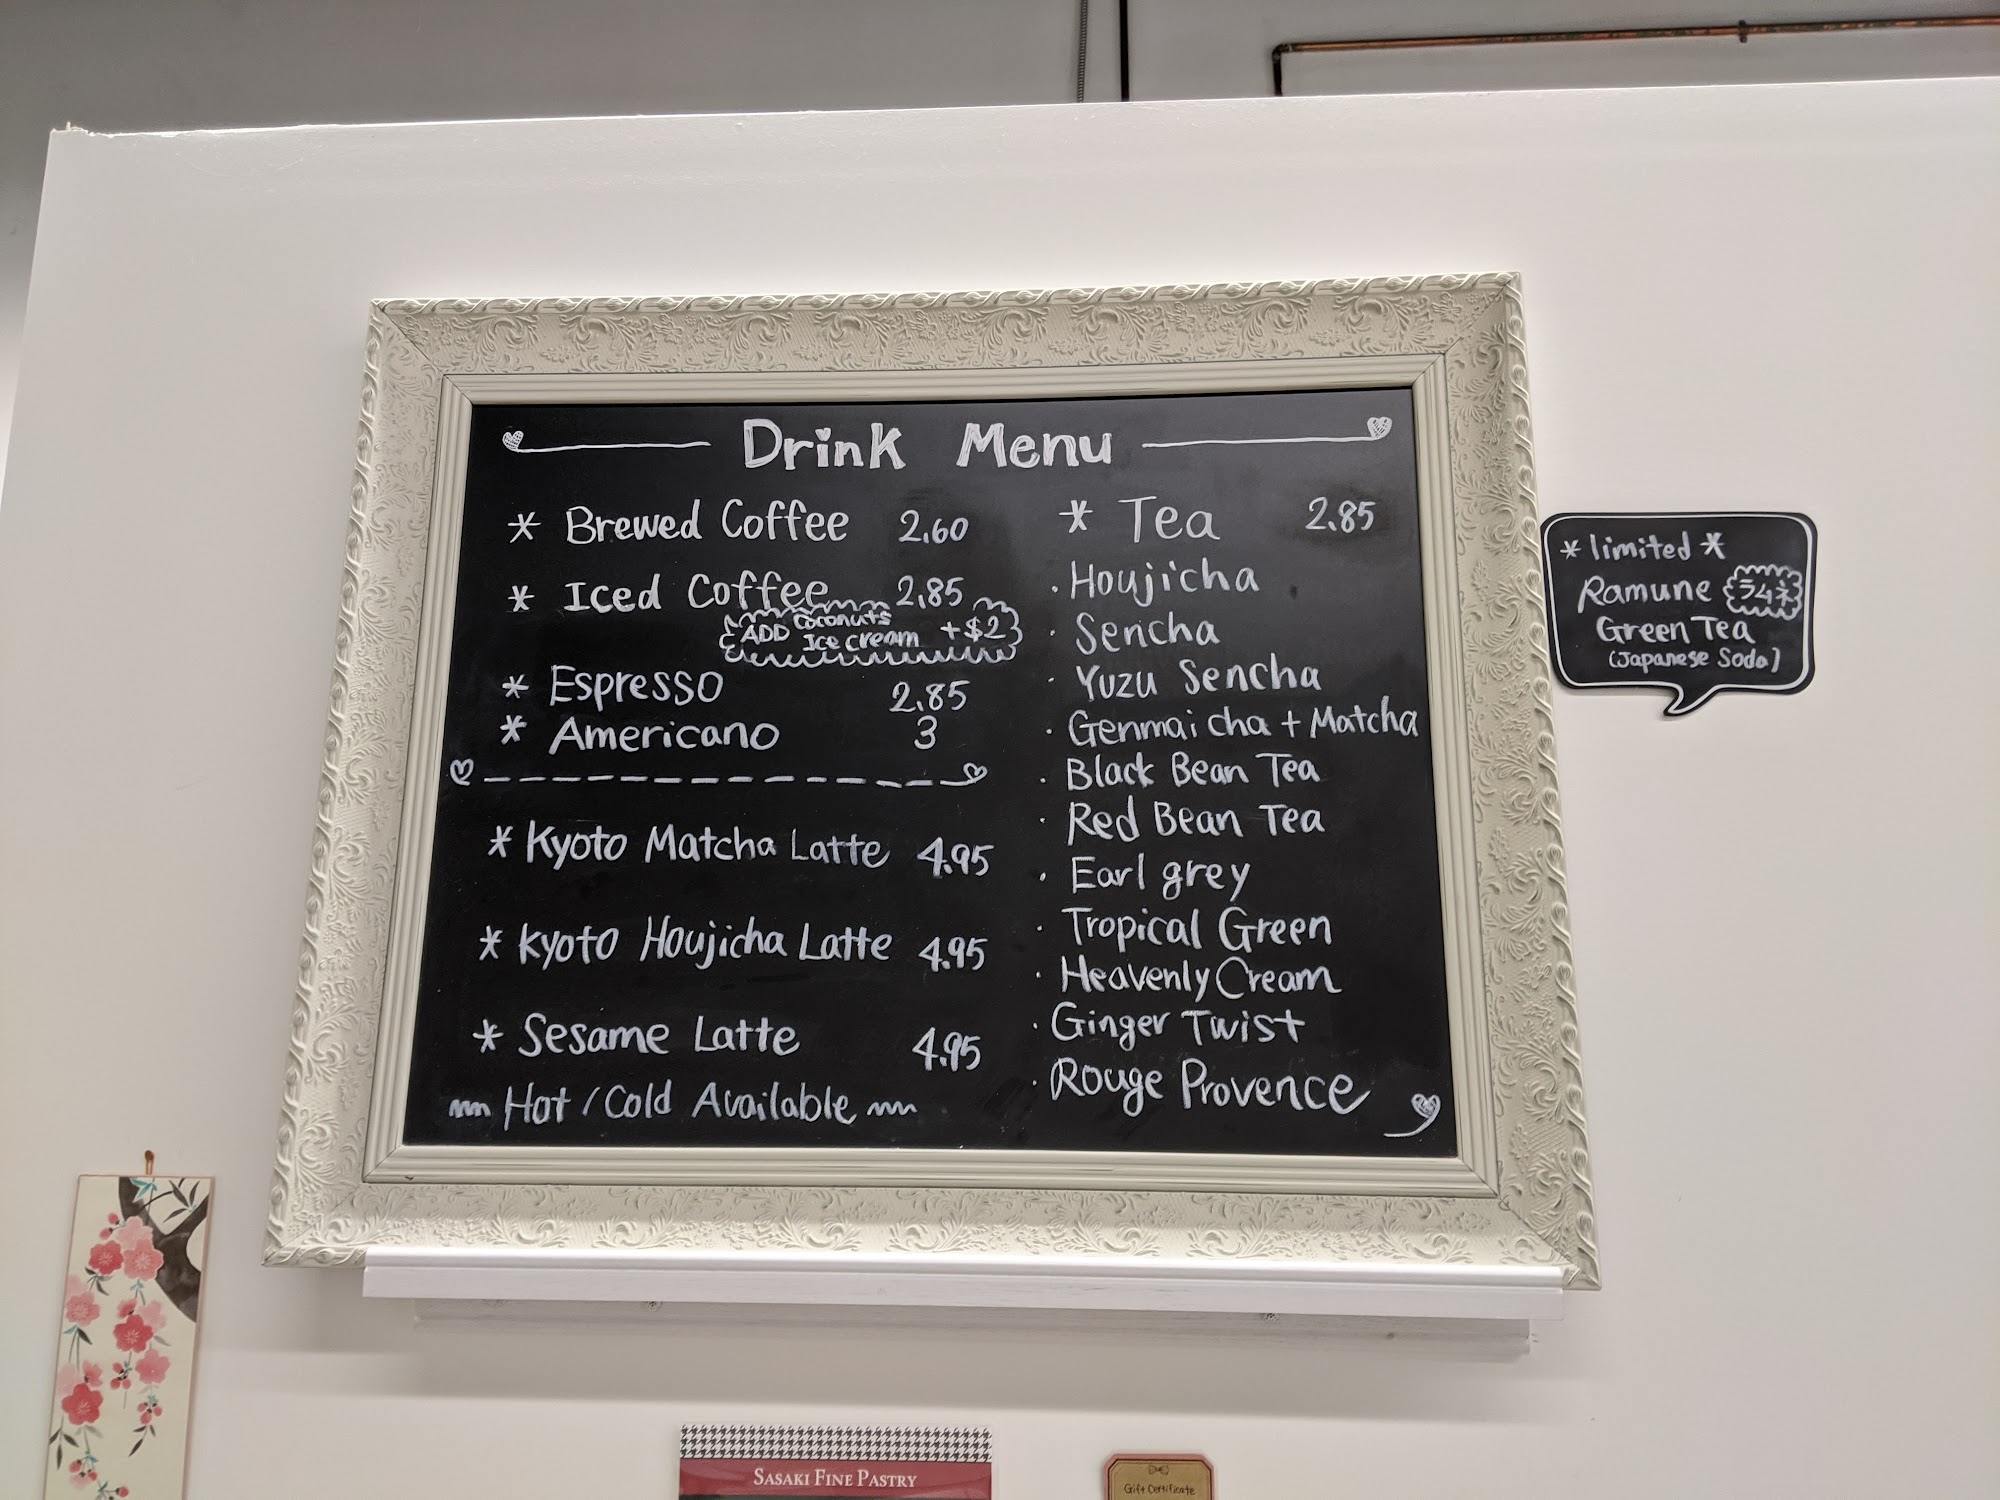 Drink Menu
* Brewed Coffee 2.60
* Iced Coffee 2.85
ADD Coconuts Ice cream +$2
* Espresso 2.85
* Americano 3
* Kyoto Matcha Latte 4.95
* Kyoto Houjicha Latte 4.95
* Sesame Latte 4.95
Hot / Cold Available
* Tea 2.85
· Houjicha
· Sencha
· Yuzu Sencha
· Genmaicha + Matcha
· Black Bean Tea
· Red Bean Tea
· Earl grey
· Tropical Green
· Heavenly Cream
· Ginger Twist
· Rouge Provence
* limited *
Ramune ラムネ
Green Tea
(Japanese Soda)
SASAKI FINE PASTRY
Gift Certificate